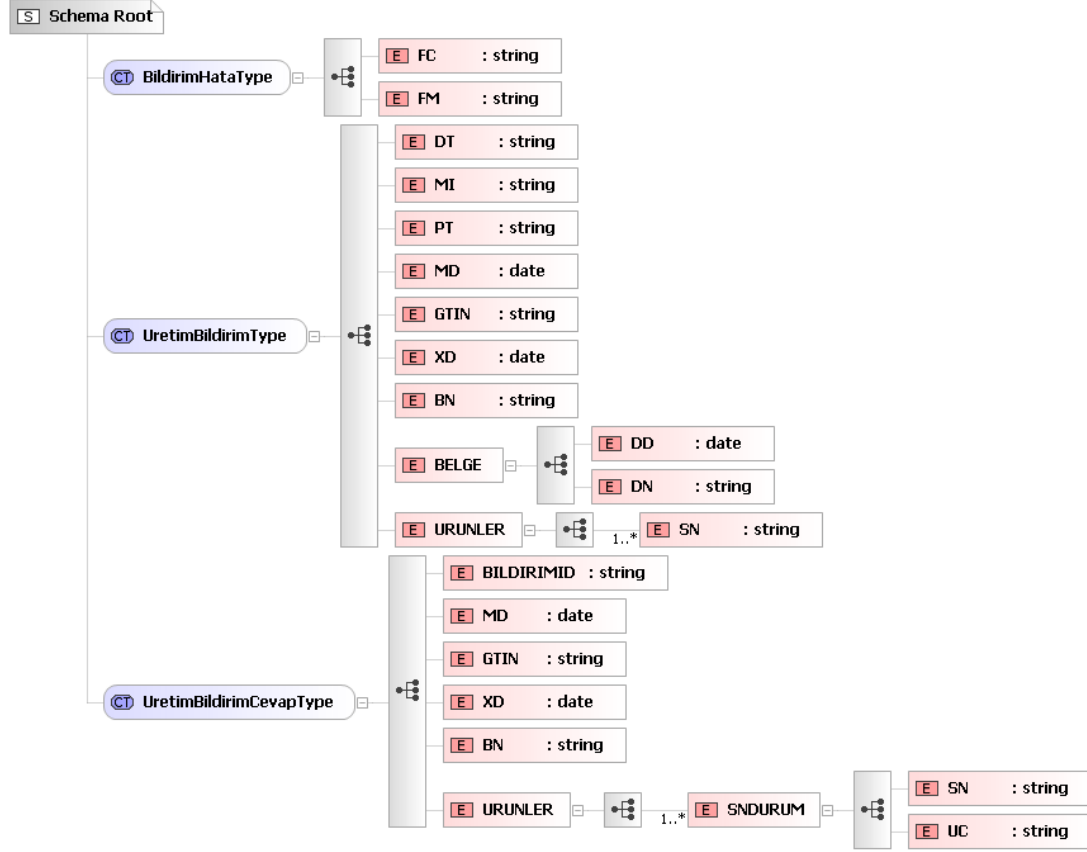 S Schema Root
CT BildirimHataType
E FC : string
E FM : string
CT UretimBildirimType
E DT : string
E MI : string
E PT : string
E MD : date
E GTIN : string
E XD : date
E BN : string
E BELGE
E DD : date
E DN : string
E URUNLER
1..* E SN : string
CT UretimBildirimCevapType
E BILDIRIMID : string
E MD : date
E GTIN : string
E XD : date
E BN : string
E URUNLER
1..* E SNDURUM
E SN : string
E UC : string